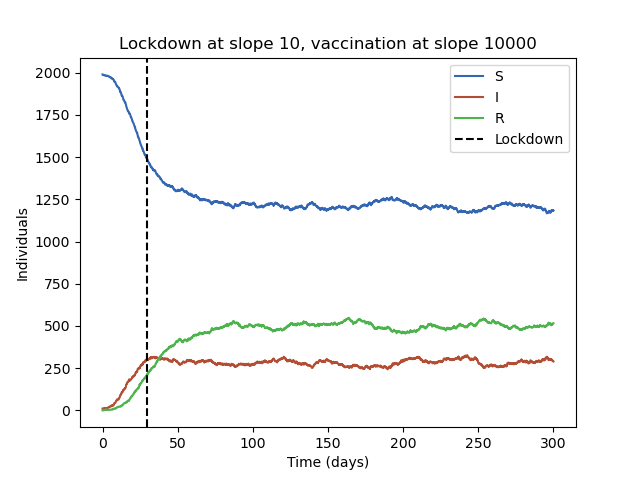 Lockdown at slope 10, vaccination at slope 10000
2000
1750
1500
1250
1000
750
500
250
0
Individuals
S
I
R
Lockdown
0 50 100 150 200 250 300
Time (days)